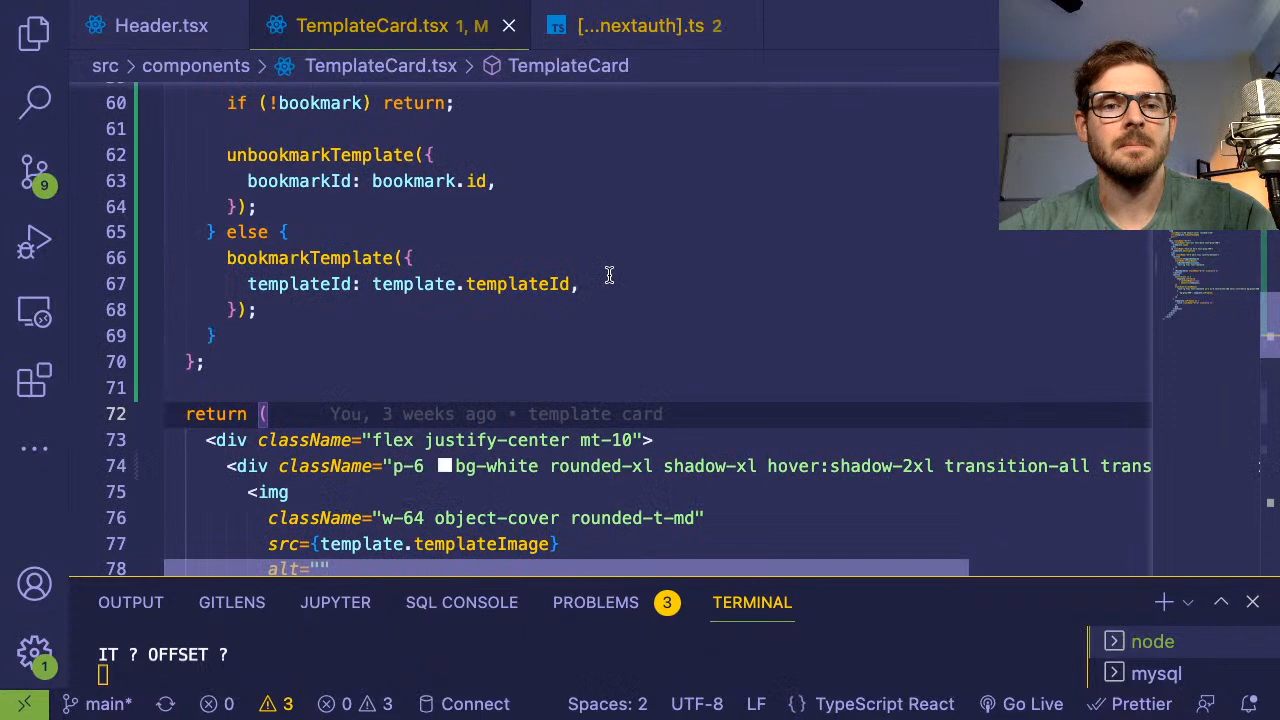 Header.tsx
TemplateCard.tsx 1, M
TS [...nextauth].ts 2
src > components > TemplateCard.tsx > TemplateCard
60 if (!bookmark) return;
61
62 unbookmarkTemplate({
63 bookmarkId: bookmark.id,
64 });
65 } else {
66 bookmarkTemplate({
67 templateId: template.templateId,
68 });
69 }
70 };
71
72 return ( You, 3 weeks ago • template card
73 <div className="flex justify-center mt-10">
74 <div className="p-6 bg-white rounded-xl shadow-xl hover:shadow-2xl transition-all trans
75 <img
76 className="w-64 object-cover rounded-t-md"
77 src={template.templateImage}
78 alt=""
9
1
OUTPUT GITLENS JUPYTER SQL CONSOLE PROBLEMS 3 TERMINAL
IT ? OFFSET ?
node
mysql
main* 0 3 0 3 Connect Spaces: 2 UTF-8 LF {} TypeScript React Go Live Prettier